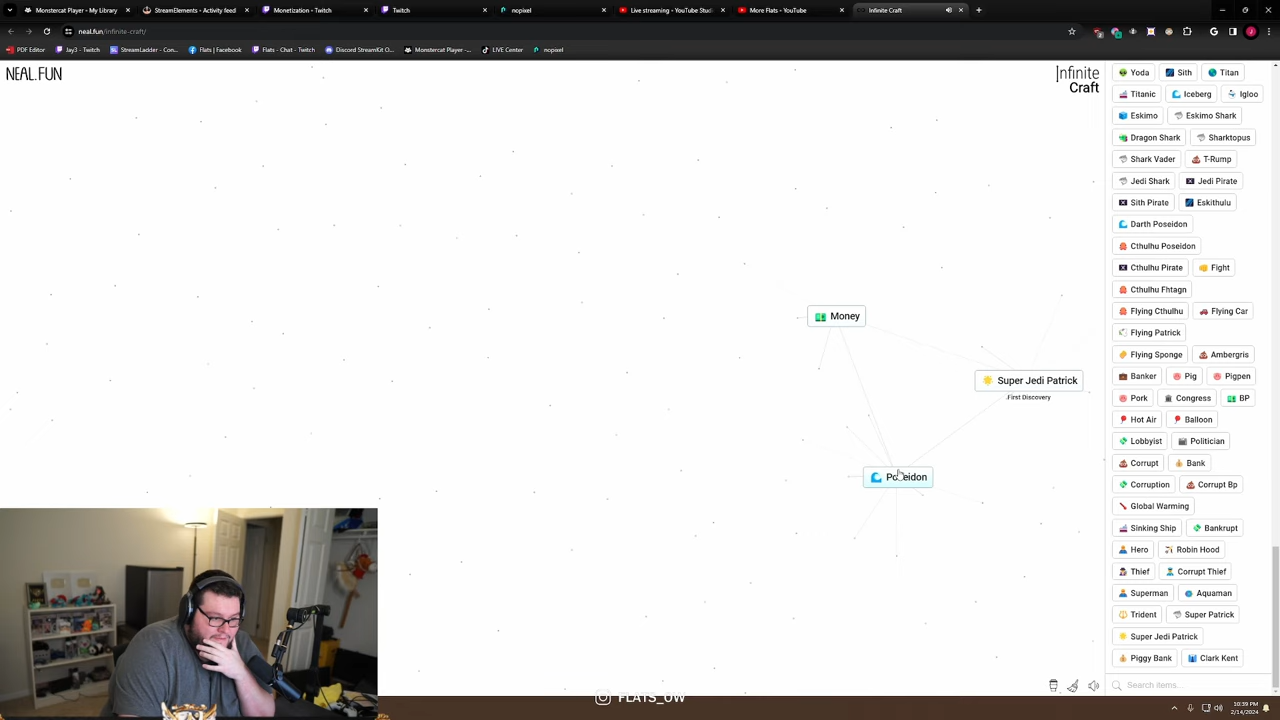 Monstercat Player - My Library
StreamElements - Activity feed
Monetization - Twitch
Twitch
nopixel
Live streaming - YouTube Studi
More Flats - YouTube
Infinite Craft
neal.fun/infinite-craft/
PDF Editor
Jay3 - Twitch
StreamLadder - Con...
Flats | Facebook
Flats - Chat - Twitch
Discord StreamKit O...
Monstercat Player-...
LIVE Center
nopixel
NEAL.FUN
Infinite
Craft
Yoda
Sith
Titan
Titanic
Iceberg
Igloo
Eskimo
Eskimo Shark
Dragon Shark
Sharktopus
Shark Vader
T-Rump
Jedi Shark
Jedi Pirate
Sith Pirate
Eskithulu
Darth Poseidon
Cthulhu Poseidon
Cthulhu Pirate
Fight
Cthulhu Fhtagn
Flying Cthulhu
Flying Car
Flying Patrick
Flying Sponge
Ambergris
Banker
Pig
Pigpen
Pork
Congress
BP
Hot Air
Balloon
Lobbyist
Politician
Corrupt
Bank
Corruption
Corrupt Bp
Global Warming
Sinking Ship
Bankrupt
Hero
Robin Hood
Thief
Corrupt Thief
Superman
Aquaman
Trident
Super Patrick
Super Jedi Patrick
Piggy Bank
Clark Kent
Search items...
Money
Super Jedi Patrick
First Discovery
Poseidon
FLATS_OW
10:39 PM
2/14/2024